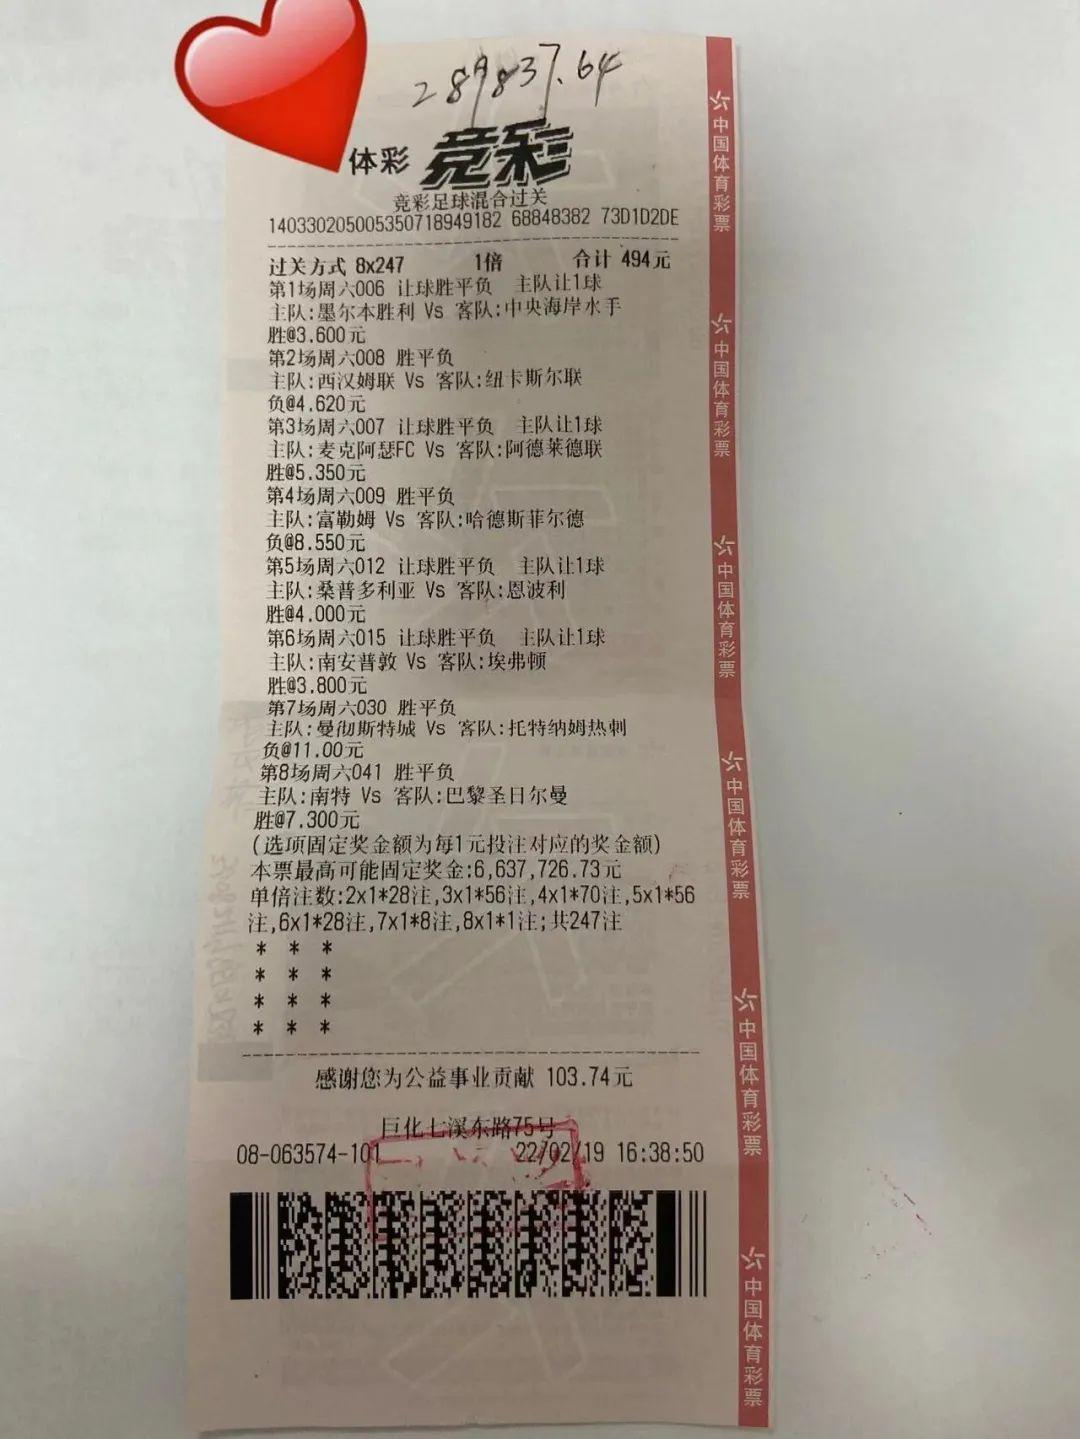 289837.64
体彩 竞彩
竞彩足球混合过关
140330205005350718949182 68848382 73D1D2DE
过关方式 8x247 1倍 合计 494元
第1场周六006 让球胜平负 主队让1球
主队:墨尔本胜利 Vs 客队:中央海岸水手
胜@3.600元
第2场周六008 胜平负
主队:西汉姆联 Vs 客队:纽卡斯尔联
负@4.620元
第3场周六007 让球胜平负 主队让1球
主队:麦克阿瑟FC Vs 客队:阿德莱德联
胜@5.350元
第4场周六009 胜平负
主队:富勒姆 Vs 客队:哈德斯菲尔德
负@8.550元
第5场周六012 让球胜平负 主队让1球
主队:桑普多利亚 Vs 客队:恩波利
胜@4.000元
第6场周六015 让球胜平负 主队让1球
主队:南安普敦 Vs 客队:埃弗顿
胜@3.800元
第7场周六030 胜平负
主队:曼彻斯特城 Vs 客队:托特纳姆热刺
负@11.00元
第8场周六041 胜平负
主队:南特 Vs 客队:巴黎圣日尔曼
胜@7.300元
(选项固定奖金额为每1元投注对应的奖金额)
本票最高可能固定奖金:6,637,726.73元
单倍注数:2x1*28注,3x1*56注,4x1*70注,5x1*56
注,6x1*28注,7x1*8注,8x1*1注;共247注
* * *
* * *
* * *
* * *
感谢您为公益事业贡献 103.74元
巨化七溪东路75号
08-063574-101 22/02/19 16:38:50
中国体育彩票
中国体育彩票
中国体育彩票
中国体育彩票
中国体育彩票
中国体育彩票